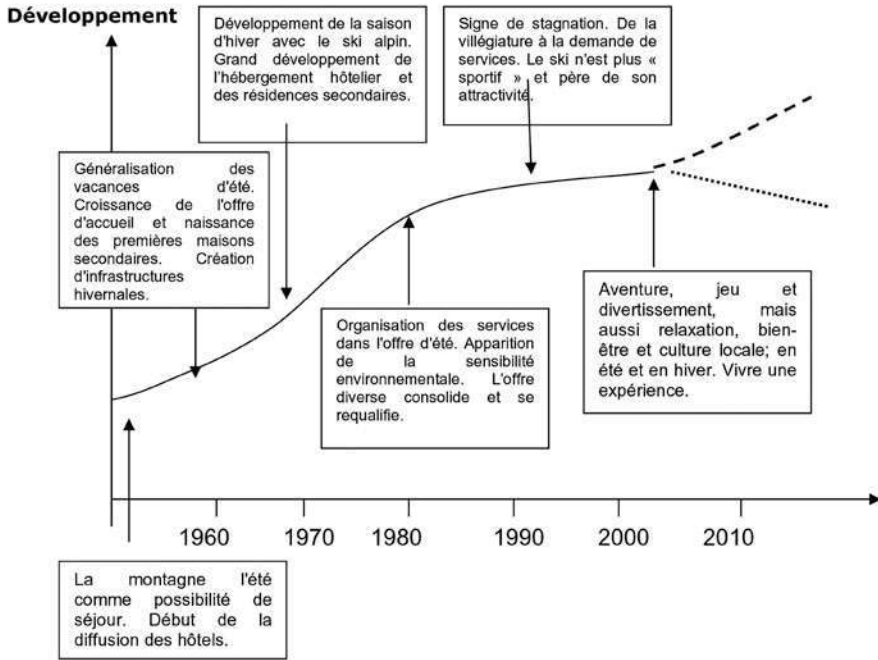 Développement
Développement de la saison
d'hiver avec le ski alpin.
Grand développement de
l'hébergement hôtelier et
des résidences secondaires.
Signe de stagnation. De la
villégiature à la demande de
services. Le ski n'est plus «
sportif » et père de son
attractivité.
Généralisation des
vacances d'été.
Croissance de l'offre
d'accueil et naissance
des premières maisons
secondaires. Création
d'infrastructures
hivernales.
Organisation des services
dans l'offre d'été. Apparition
de la sensibilité
environnementale. L'offre
diverse consolide et se
requalifie.
Aventure, jeu et
divertissement, mais
aussi relaxation, bien-
être et culture locale; en
été et en hiver. Vivre une
expérience.
1960 1970 1980 1990 2000 2010
La montagne l'été
comme possibilité de
séjour. Début de la
diffusion des hôtels.